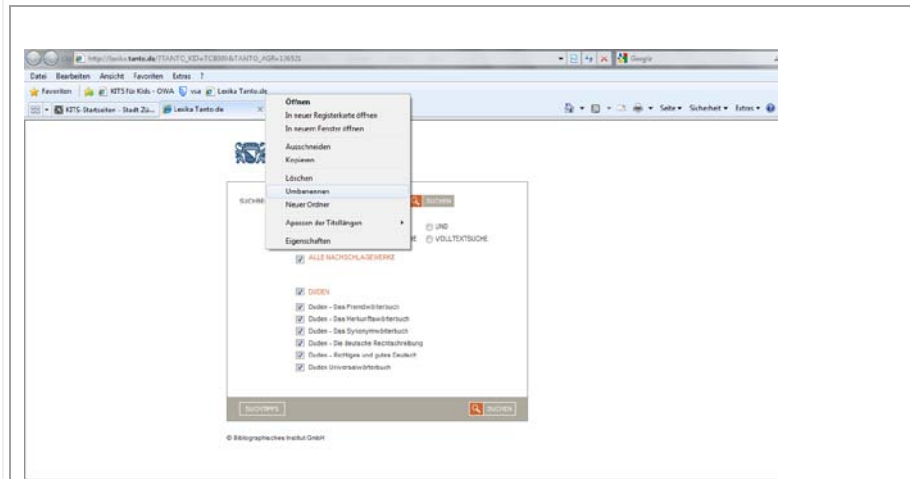 Google
Datei Bearbeiten Ansicht Favoriten Extras ?
Favoriten KITS für Kids - OWA vsa Lexika Tanto.de
KITS-Startseiten - Stadt Zü... Lexika Tanto.de Seite Sicherheit Extras
Öffnen
In neuer Registerkarte öffnen
In neuem Fenster öffnen
Ausschneiden
Kopieren
Löschen
Umbenennen
Neuer Ordner
Anpassen der Titellängen
Eigenschaften
SUCHEN
UND
VOLLTEXTSUCHE
ALLE NACHSCHLAGEWERKE
DUDEN
Duden - Das Fremdwörterbuch
Duden - Das Herkunftswörterbuch
Duden - Das Synonymwörterbuch
Duden - Die deutsche Rechtschreibung
Duden - Richtiges und gutes Deutsch
Duden Universalwörterbuch
SUCHTIPPS SUCHEN
© Bibliographisches Institut GmbH